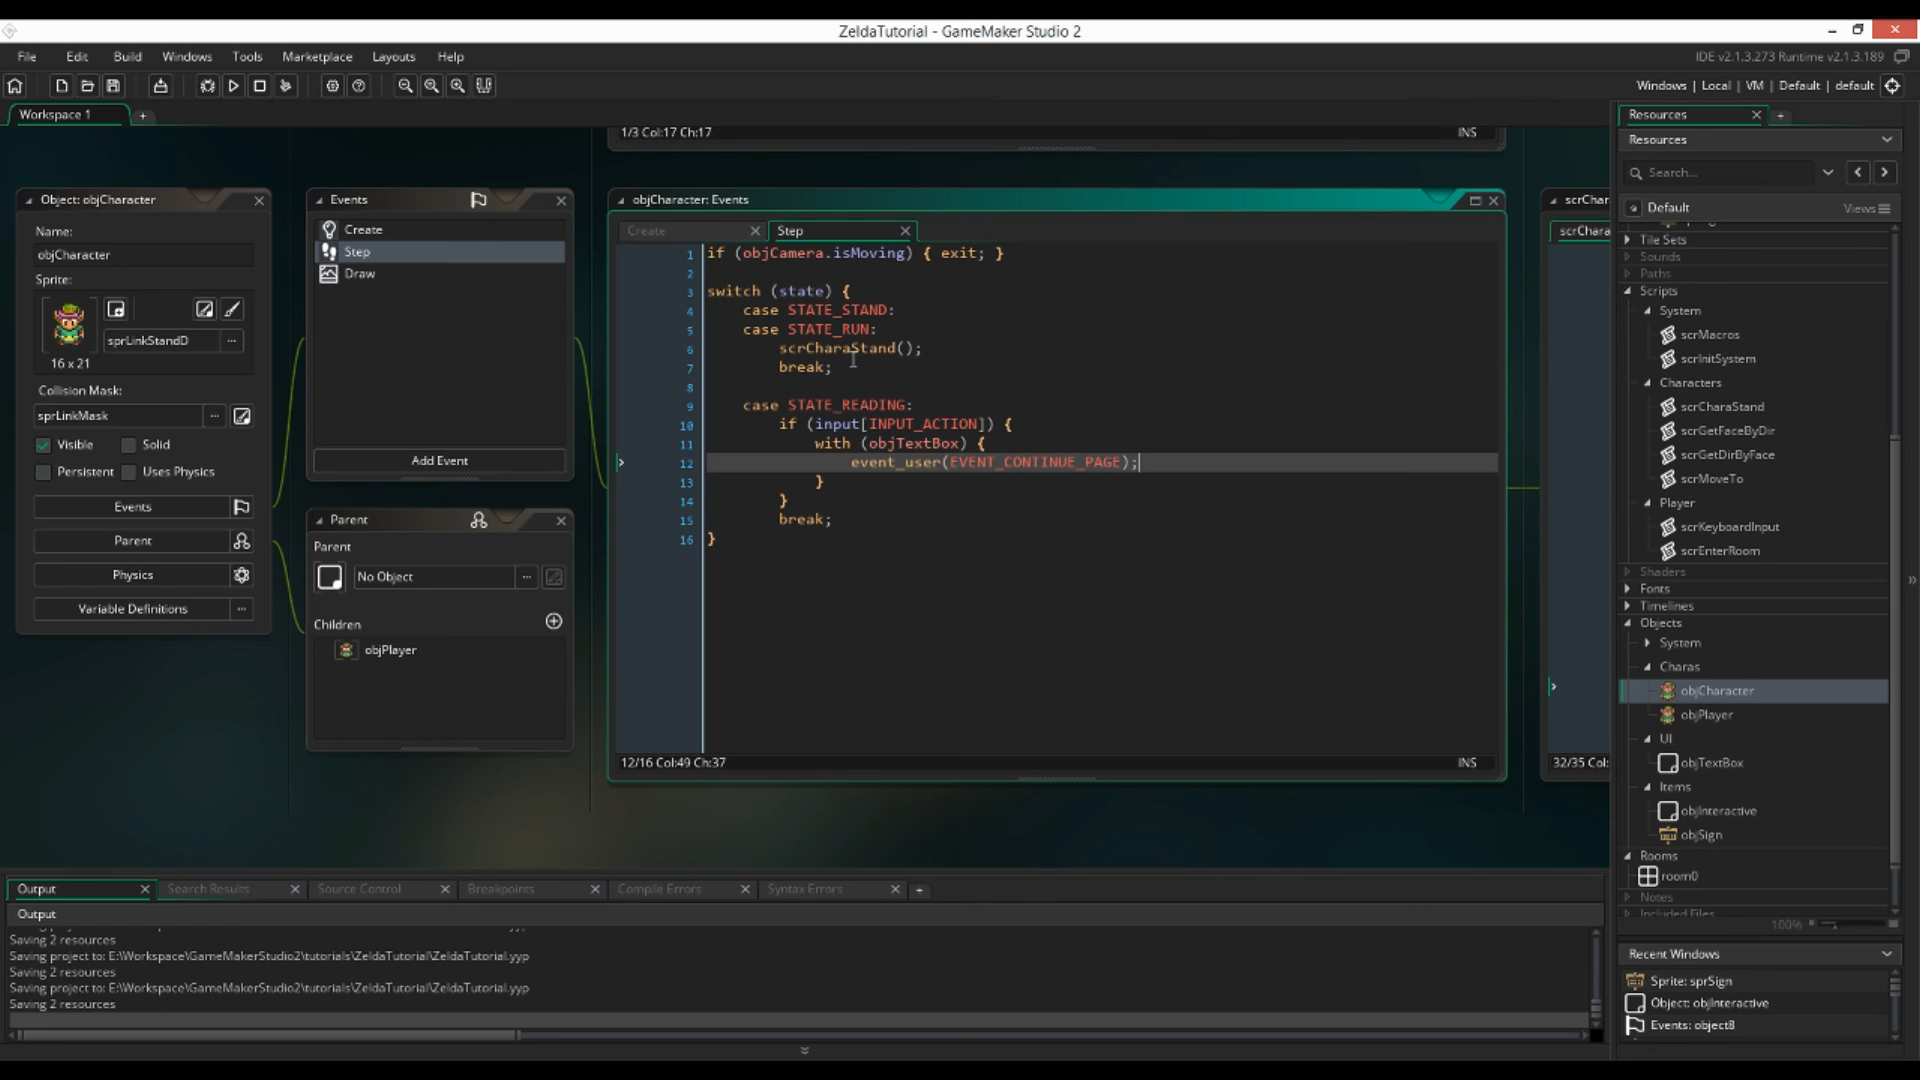 ZeldaTutorial - GameMaker Studio 2
File Edit Build Windows Tools Marketplace Layouts Help
IDE v2.1.3.273 Runtime v2.1.3.189
Windows | Local | VM | Default | default
Workspace 1
1/3 Col:17 Ch:17 INS
Object: objCharacter
Name:
objCharacter
Sprite:
sprLinkStandD
16 x 21
Collision Mask:
sprLinkMask
Visible Solid
Persistent Uses Physics
Events
Parent
Physics
Variable Definitions
Events
Create
Step
Draw
Add Event
Parent
Parent
No Object
Children
objPlayer
objCharacter: Events
Create Step
1 if (objCamera.isMoving) { exit; }
2
3 switch (state) {
4 case STATE_STAND:
5 case STATE_RUN:
6 scrCharaStand();
7 break;
8
9 case STATE_READING:
10 if (input[INPUT_ACTION]) {
11 with (objTextBox) {
12 event_user(EVENT_CONTINUE_PAGE);
13 }
14 }
15 break;
16 }
12/16 Col:49 Ch:37 INS
scrChar
scrChara
32/35 Col:
Resources
Resources
Search...
Default Views
Tile Sets
Sounds
Paths
Scripts
System
scrMacros
scrInitSystem
Characters
scrCharaStand
scrGetFaceByDir
scrGetDirByFace
scrMoveTo
Player
scrKeyboardInput
scrEnterRoom
Shaders
Fonts
Timelines
Objects
System
Charas
objCharacter
objPlayer
UI
objTextBox
Items
objInteractive
objSign
Rooms
room0
Notes
Included Files
100%
Recent Windows
Sprite: sprSign
Object: objInteractive
Events: object8
Output Search Results Source Control Breakpoints Compile Errors Syntax Errors
Output
Saving 2 resources
Saving project to: E:\Workspace\GameMakerStudio2\tutorials\ZeldaTutorial\ZeldaTutorial.yyp
Saving 2 resources
Saving project to: E:\Workspace\GameMakerStudio2\tutorials\ZeldaTutorial\ZeldaTutorial.yyp
Saving 2 resources